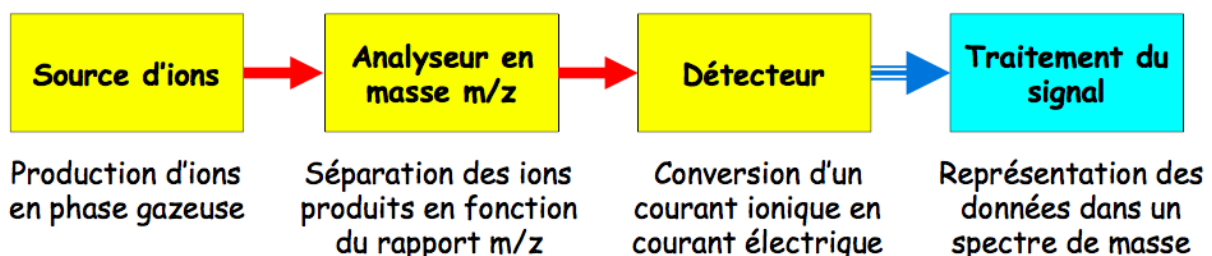 Source d'ions
Analyseur en
masse m/z
Détecteur
Traitement du
signal
Production d'ions
en phase gazeuse
Séparation des ions
produits en fonction
du rapport m/z
Conversion d'un
courant ionique en
courant électrique
Représentation des
données dans un
spectre de masse